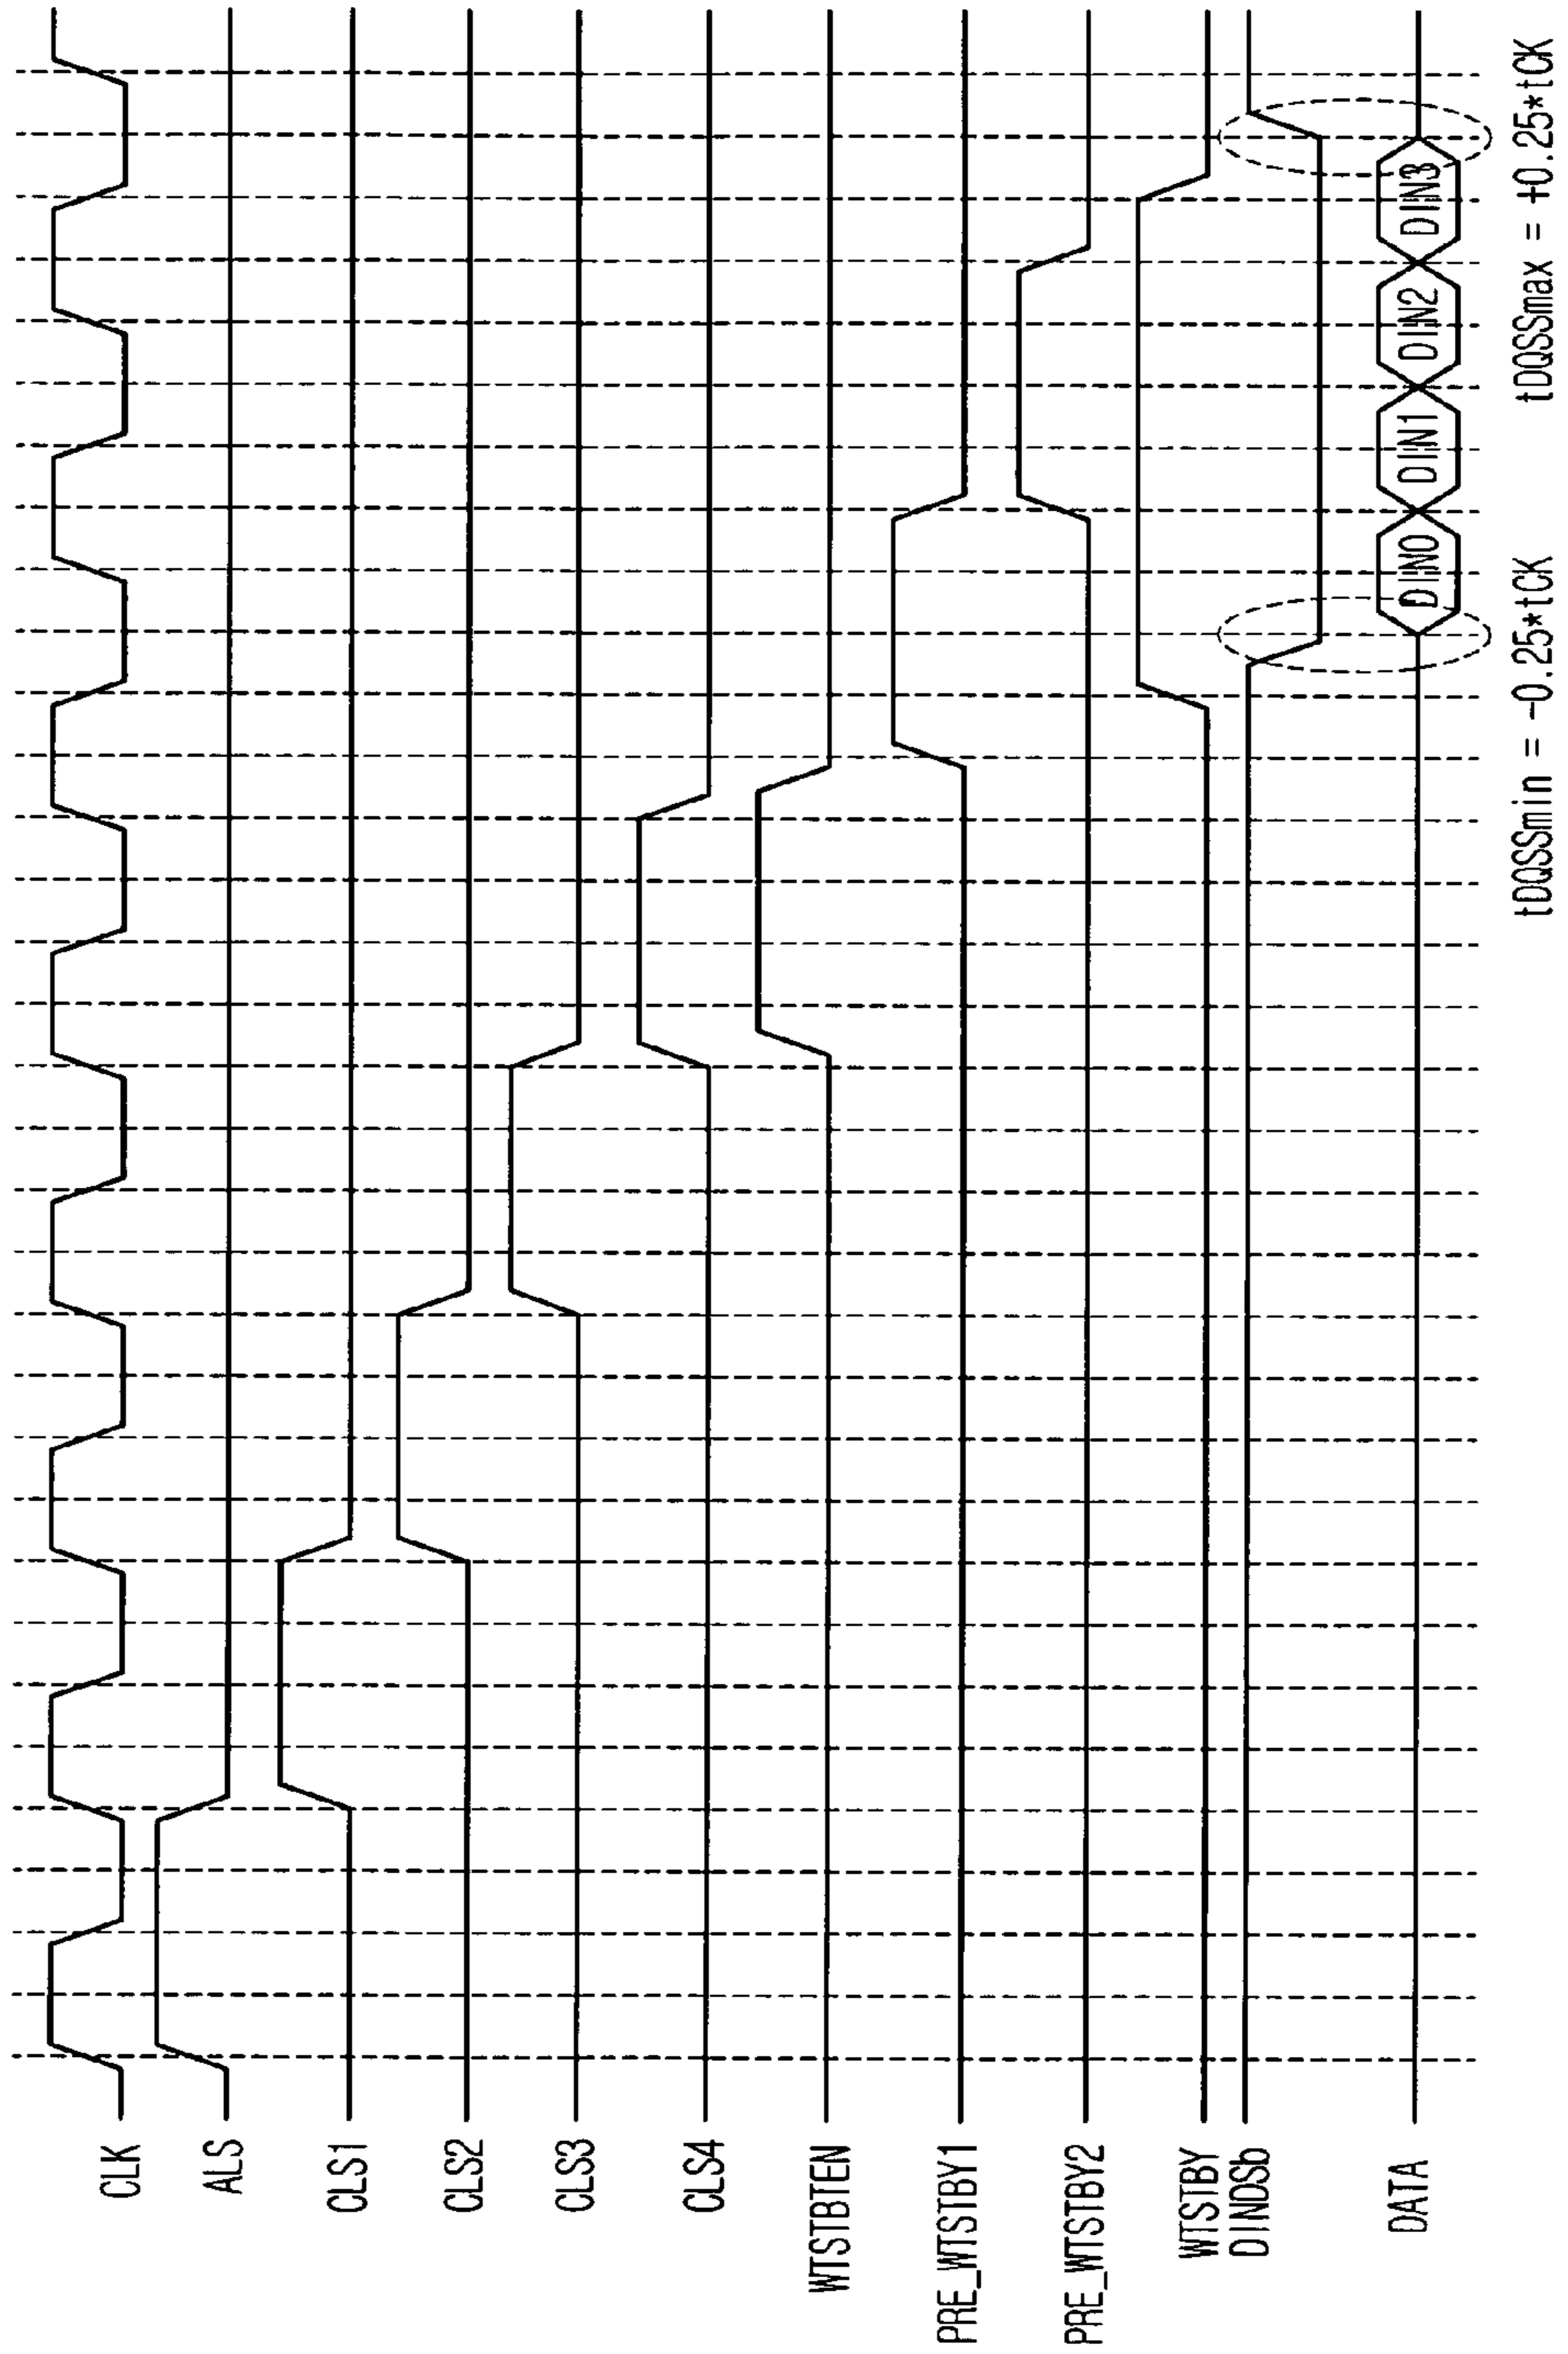 CLK
ALS
CLS1
CLS2
CLS3
CLS4
WTSTBTEN
PRE_WTSTBY1
PRE_WTSTBY2
WTSTBY
DINDSb
DATA
DIN0 DIN1 DIN2 DIN3
tDQSSmin = -0.25*tCK tDQSSmax = +0.25*tCK